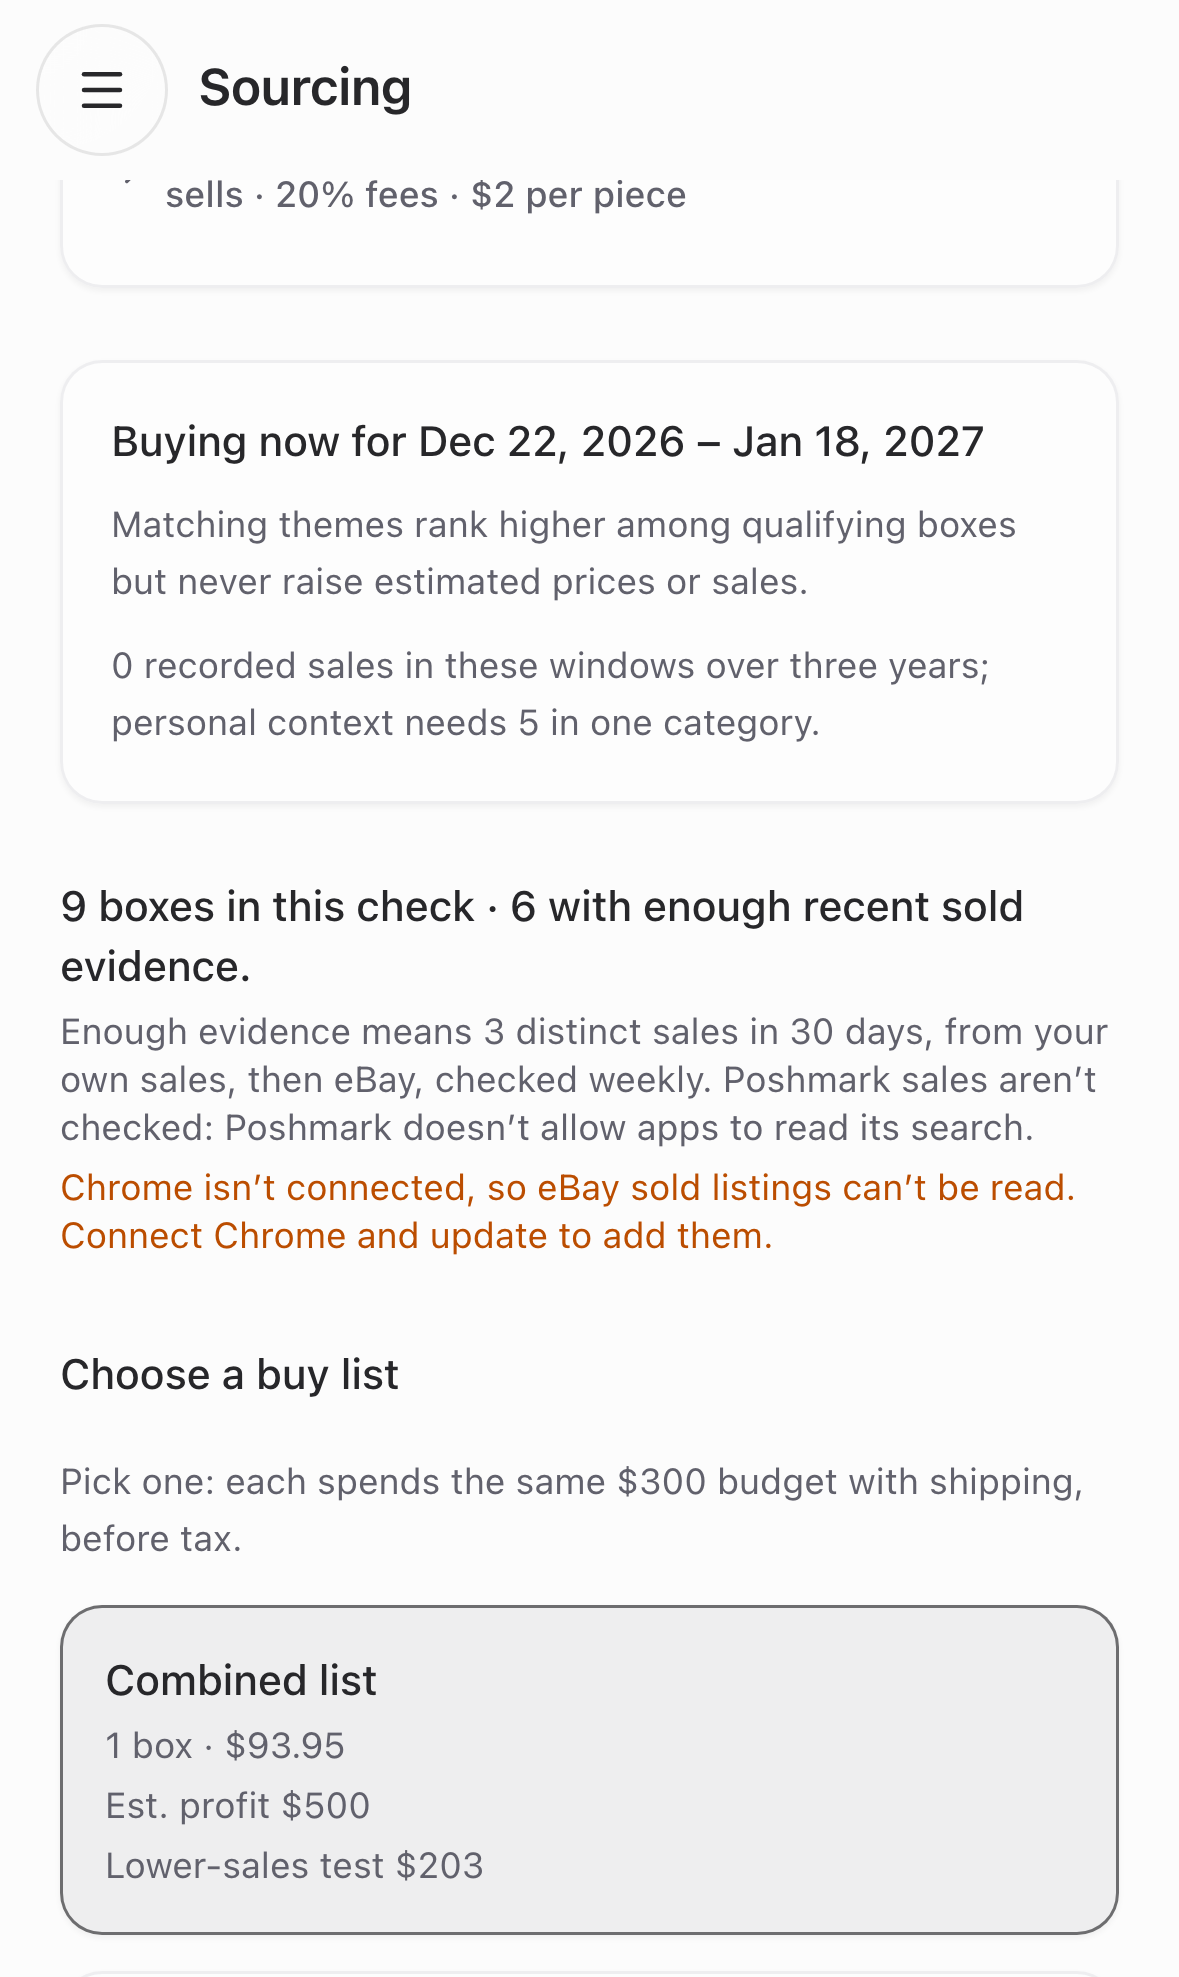 Sourcing
sells · 20% fees · $2 per piece
Buying now for Dec 22, 2026 – Jan 18, 2027
Matching themes rank higher among qualifying boxes
but never raise estimated prices or sales.
0 recorded sales in these windows over three years;
personal context needs 5 in one category.
9 boxes in this check · 6 with enough recent sold
evidence.
Enough evidence means 3 distinct sales in 30 days, from your
own sales, then eBay, checked weekly. Poshmark sales aren’t
checked: Poshmark doesn’t allow apps to read its search.
Chrome isn’t connected, so eBay sold listings can’t be read.
Connect Chrome and update to add them.
Choose a buy list
Pick one: each spends the same $300 budget with shipping,
before tax.
Combined list
1 box · $93.95
Est. profit $500
Lower-sales test $203